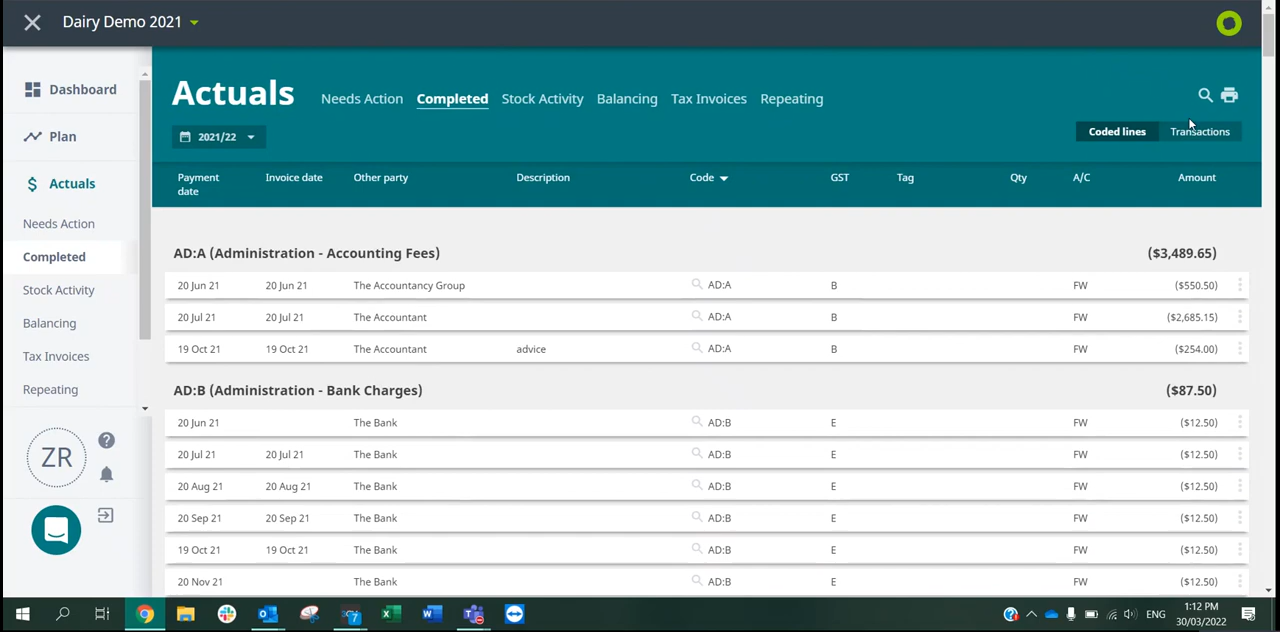 Dairy Demo 2021
Dashboard
Plan
Actuals
Needs Action
Completed
Stock Activity
Balancing
Tax Invoices
Repeating
ZR
Actuals
Needs Action Completed Stock Activity Balancing Tax Invoices Repeating
2021/22
Coded lines Transactions
Payment date Invoice date Other party Description Code GST Tag Qty A/C Amount
AD:A (Administration - Accounting Fees) ($3,489.65)
20 Jun 21 20 Jun 21 The Accountancy Group AD:A B FW ($550.50)
20 Jul 21 20 Jul 21 The Accountant AD:A B FW ($2,685.15)
19 Oct 21 19 Oct 21 The Accountant advice AD:A B FW ($254.00)
AD:B (Administration - Bank Charges) ($87.50)
20 Jun 21 The Bank AD:B E FW ($12.50)
20 Jul 21 20 Jul 21 The Bank AD:B E FW ($12.50)
20 Aug 21 20 Aug 21 The Bank AD:B E FW ($12.50)
20 Sep 21 20 Sep 21 The Bank AD:B E FW ($12.50)
19 Oct 21 19 Oct 21 The Bank AD:B E FW ($12.50)
20 Nov 21 The Bank AD:B E FW ($12.50)
ENG
1:12 PM
30/03/2022